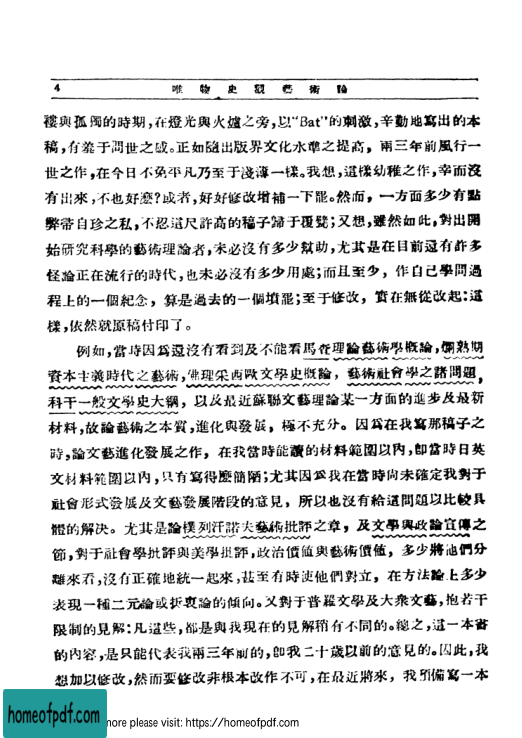 4 唯物史觀藝術論
褸與孤獨的時期,在燈光與火爐之旁,以“Bat”的刺激,辛勤地寫出的本
稿,有羞于問世之感。正如隨出版界文化水準之提高,兩三年前風行一
世之作,在今日不免平凡乃至于淺薄一樣。我想,這樣幼稚之作,幸而沒
有出來,不也好麼?或者,好好修改增補一下罷。然而,一方面多少有點
弊帚自珍之私,不忍這尺許高的稿子歸于覆甕;又想,雖然如此,對出開
始研究科學的藝術理論者,未必沒有多少幫助,尤其是在目前還有許多
怪論正在流行的時代,也未必沒有多少用處;而且至少,作自己學問過
程上的一個紀念,算是過去的一個墳罷;至于修改,實在無從改起:這
樣,依然就原稿付印了。
例如,當時因爲還沒有看到及不能看馬查理論藝術學概論,爛熟期
資本主義時代之藝術,佛理采西歐文學史概論,藝術社會學之諸問題,
科干一般文學史大綱,以及最近蘇聯文藝理論某一方面的進步及最新
材料,故論藝術之本質,進化與發展,極不充分。因爲在我寫那稿子之
時,論文藝進化發展之作,在我當時能讀的材料範圍以內,卽當時日英
文材料範圍以內,只有寫得麼簡陋;尤其因爲我在當時尚未確定我對于
社會形式發展及文藝發展階段的意見,所以也沒有給這問題以比較具
體的解決。尤其是論樸列汗諾夫藝術批評之章,及文學與政論宣傳之
節,對于社會學批評與美學批評,政治價值與藝術價值,多少將牠們分
離來看,沒有正確地統一起來,甚至有時使他們對立,在方法論上多少
表現一種二元論或折衷論的傾向。又對于普羅文學及大衆文藝,抱若干
限制的見解:凡這些,都是與我現在的見解稍有不同的。總之,這一本書
的內容,是只能代表我兩三年前的,卽我二十歲以前的意見的。因此,我
想加以修改,然而要修改非根本改作不可,在最近將來,我預備寫一本
homeofpdf.com
more please visit: https://homeofpdf.com